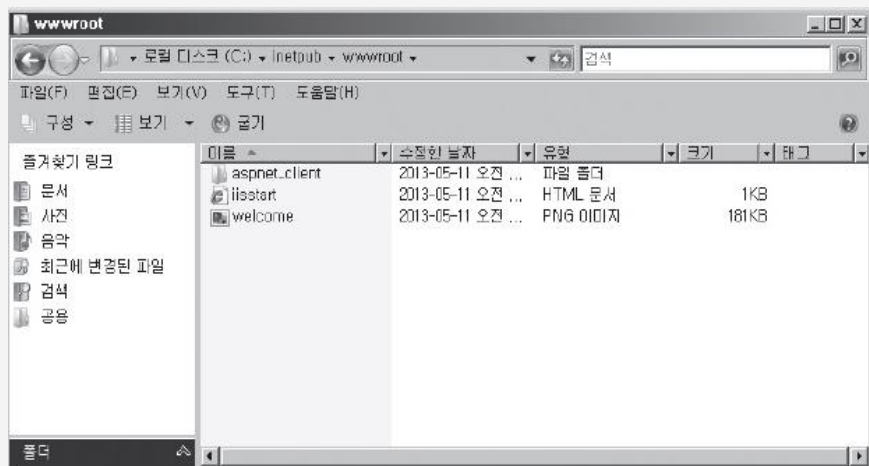 wwwroot
로컬 디스크 (C:) ▾ inetpub ▾ wwwroot ▾
검색
파일(F) 편집(E) 보기(V) 도구(T) 도움말(H)
구성 ▾ 보기 ▾ 굽기
즐겨찾기 링크
문서
사진
음악
최근에 변경된 파일
검색
공용
폴더
이름 수정한 날짜 유형 크기 태그
aspnet_client 2013-05-11 오전 ... 파일 폴더
iisstart 2013-05-11 오전 ... HTML 문서 1KB
welcome 2013-05-11 오전 ... PNG 이미지 181KB